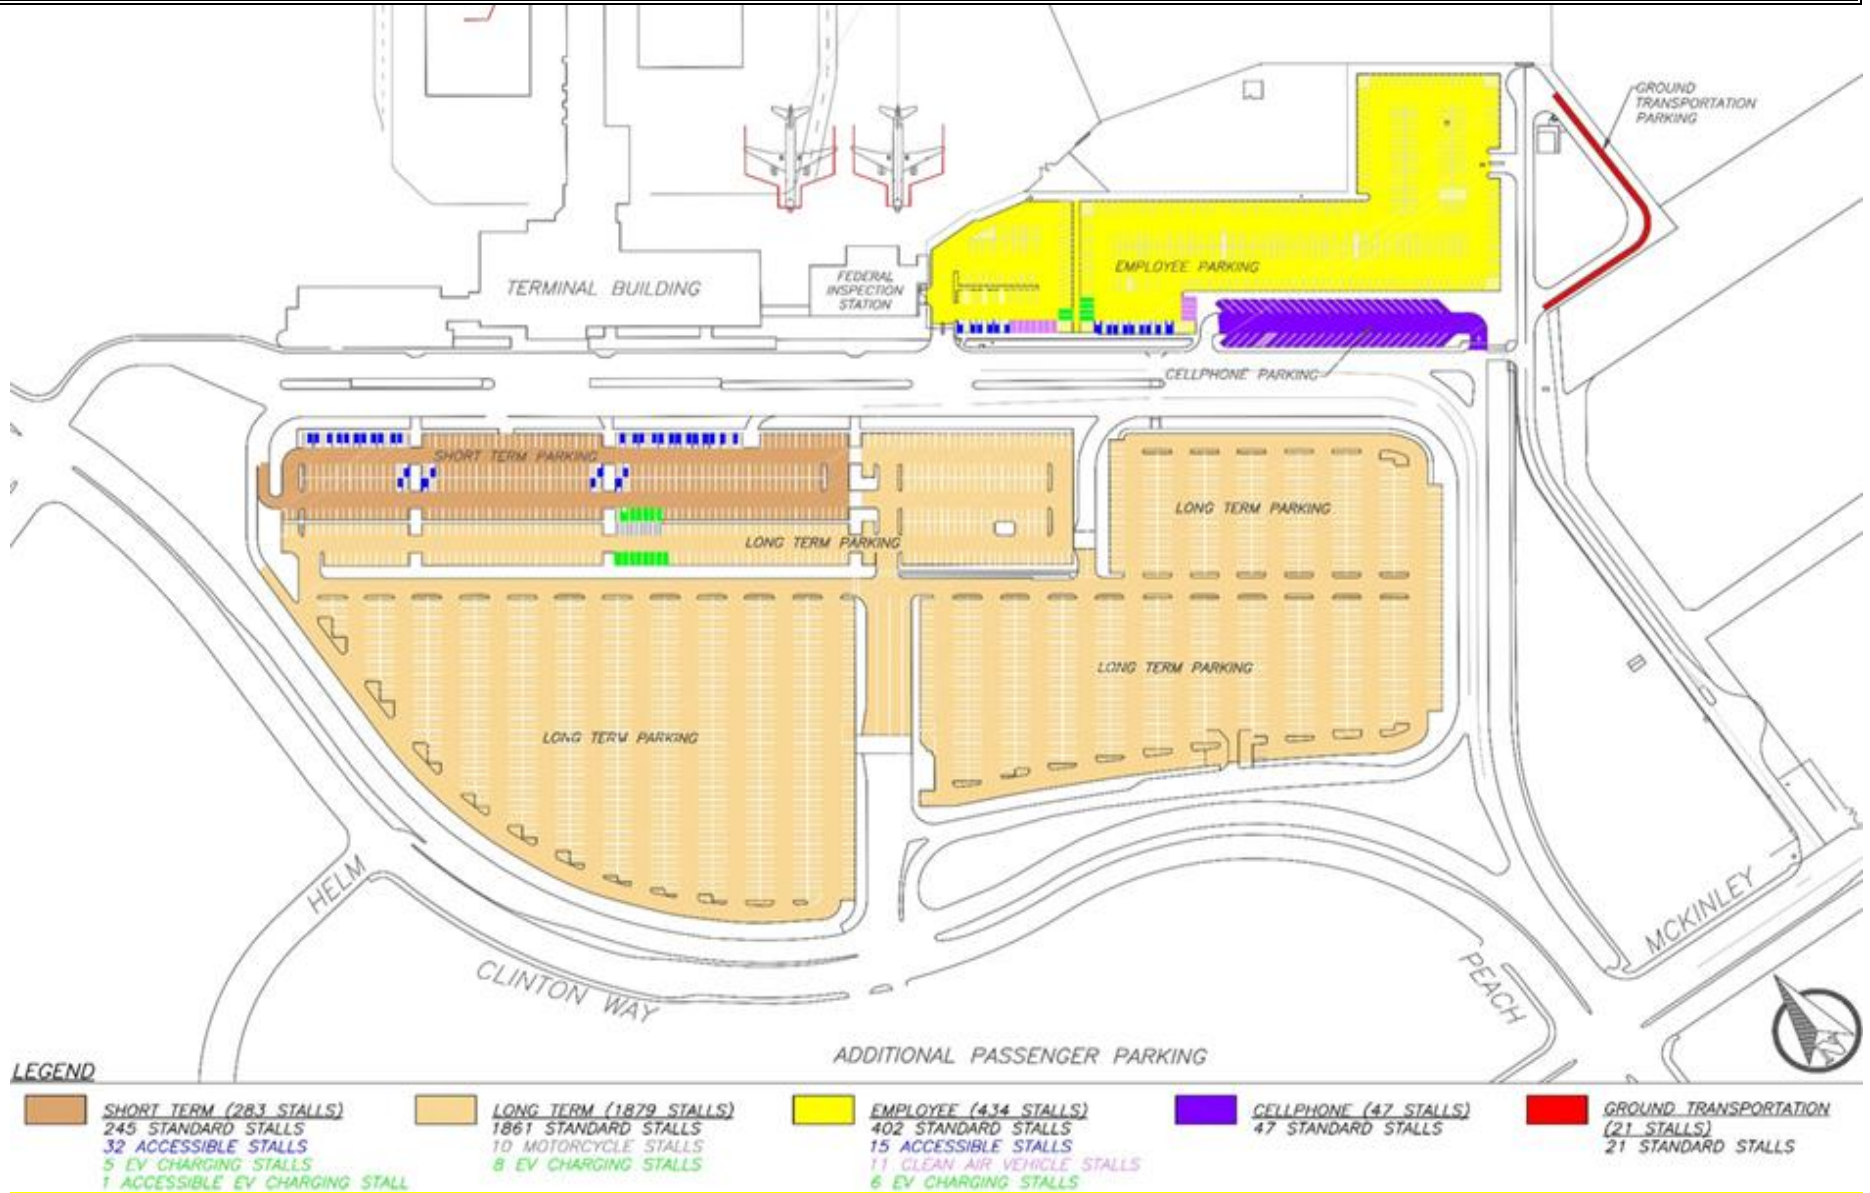 GROUND
TRANSPORTATION
PARKING
TERMINAL BUILDING
FEDERAL
INSPECTION
STATION
EMPLOYEE PARKING
CELLPHONE PARKING
SHORT TERM PARKING
LONG TERM PARKING
LONG TERM PARKING
LONG TERM PARKING
LONG TERM PARKING
HELM
CLINTON WAY
PEACH
MCKINLEY
ADDITIONAL PASSENGER PARKING
LEGEND
SHORT TERM (283 STALLS)
245 STANDARD STALLS
32 ACCESSIBLE STALLS
5 EV CHARGING STALLS
1 ACCESSIBLE EV CHARGING STALL
LONG TERM (1879 STALLS)
1861 STANDARD STALLS
10 MOTORCYCLE STALLS
8 EV CHARGING STALLS
EMPLOYEE (434 STALLS)
402 STANDARD STALLS
15 ACCESSIBLE STALLS
11 CLEAN AIR VEHICLE STALLS
6 EV CHARGING STALLS
CELLPHONE (47 STALLS)
47 STANDARD STALLS
GROUND TRANSPORTATION
(21 STALLS)
21 STANDARD STALLS